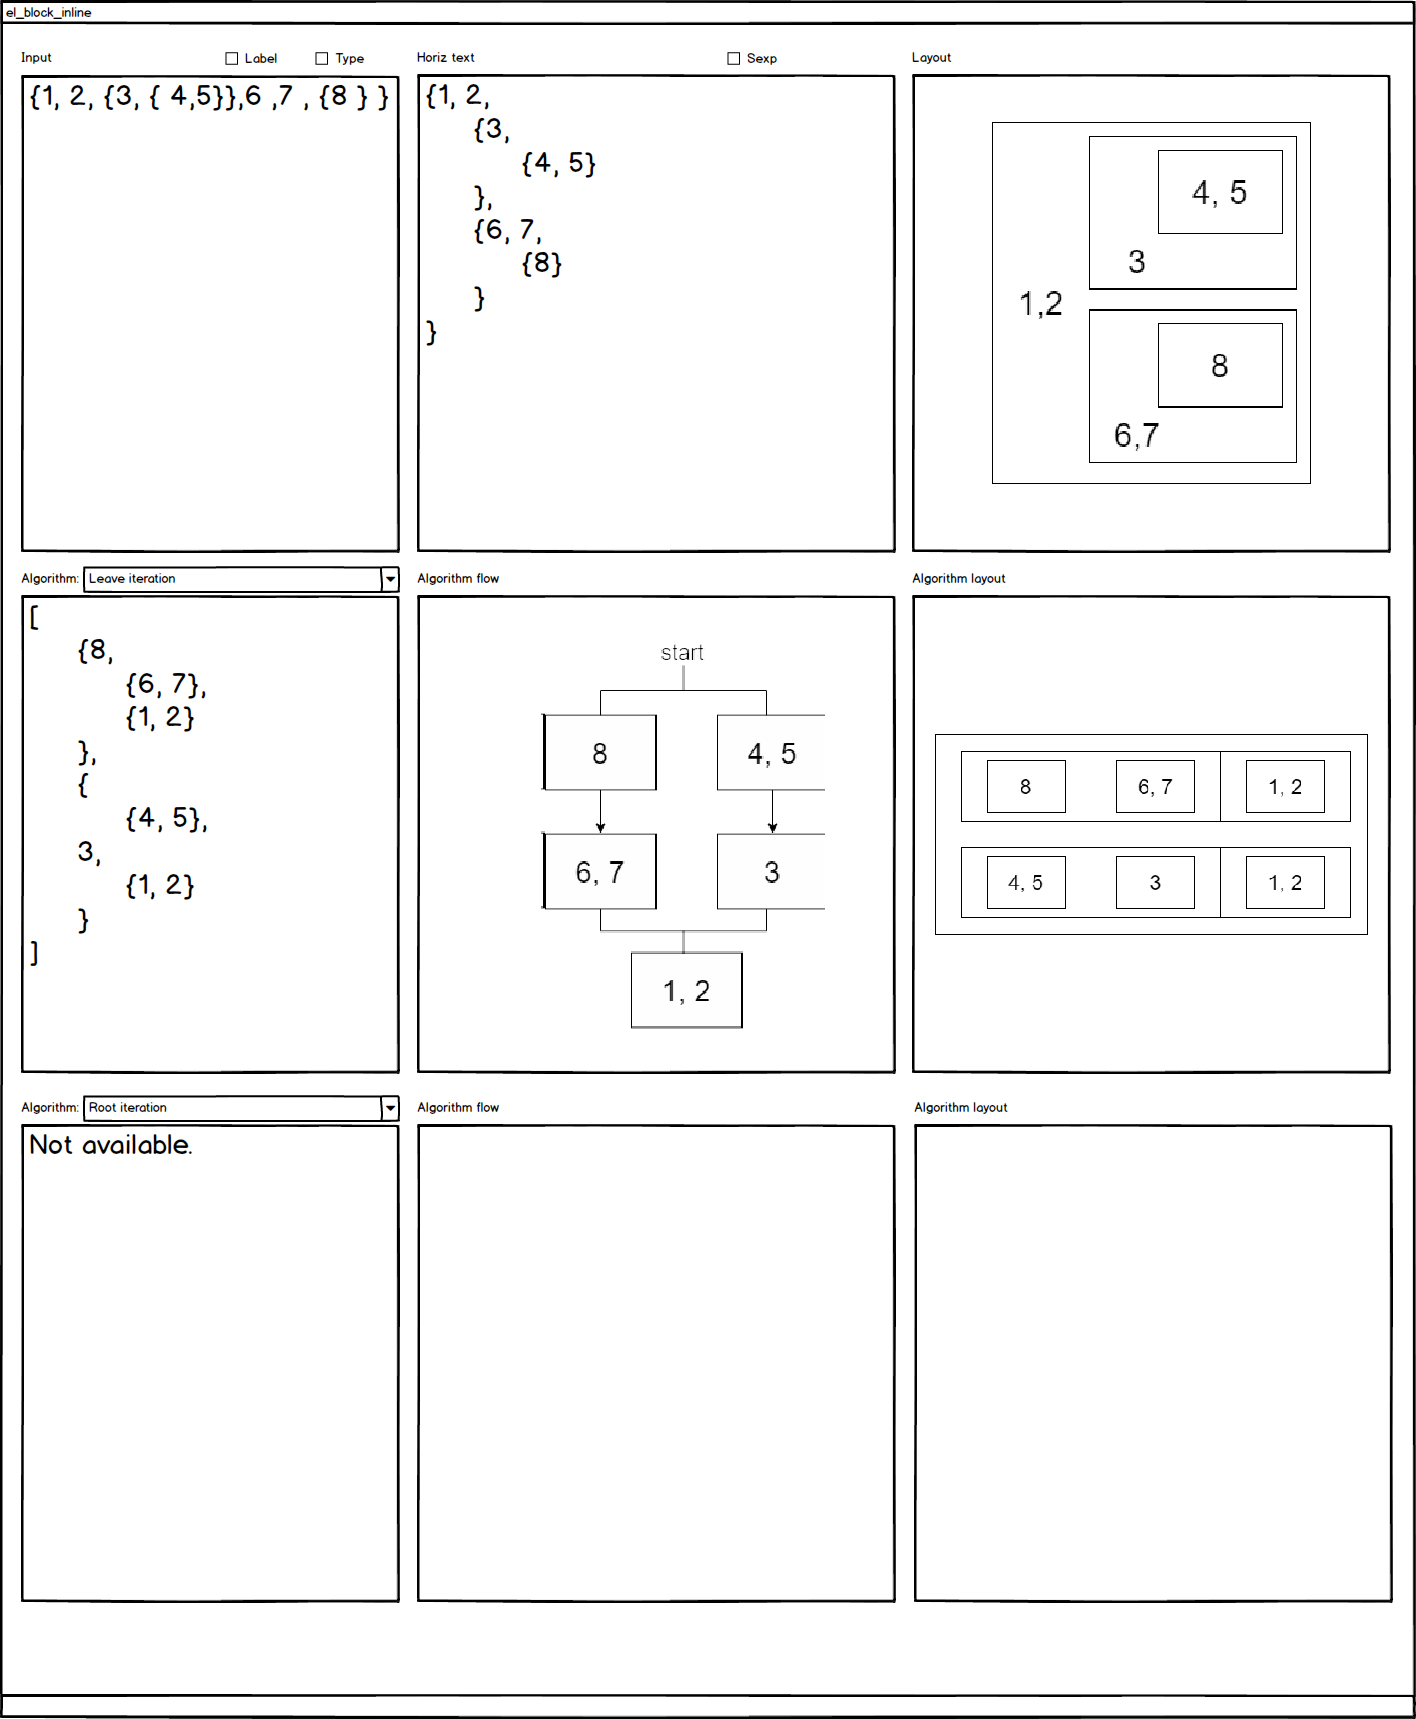 el_block_inline
Input
Label
Type
Horiz text
Sexp
Layout
{1, 2, {3, { 4,5}},6 ,7 , {8 } }
{1, 2,
{3,
{4, 5}
},
{6, 7,
{8}
}
}
4, 5
3
1,2
8
6,7
Algorithm:
Leave iteration
Algorithm flow
Algorithm layout
[
{8,
{6, 7},
{1, 2}
},
{
{4, 5},
3,
{1, 2}
}
]
start
8
4, 5
6, 7
3
1, 2
8
6, 7
1, 2
4, 5
3
1, 2
Algorithm:
Root iteration
Algorithm flow
Algorithm layout
Not available.